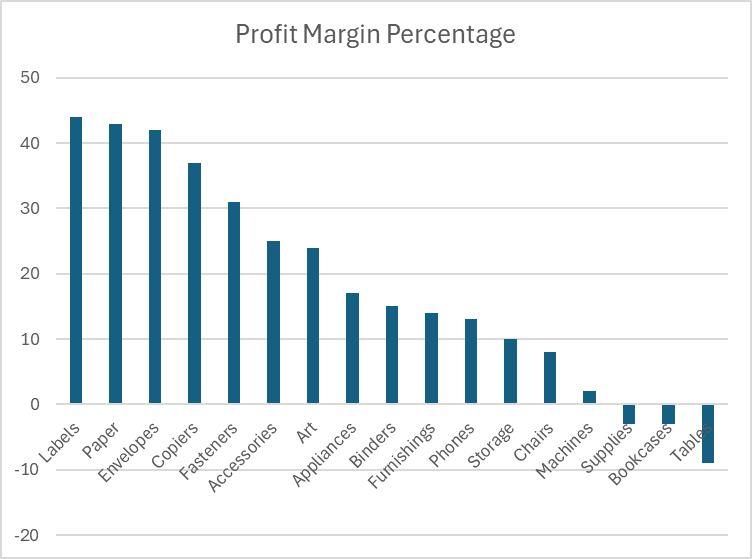 Profit Margin Percentage
50
40
30
20
10
0
-10
-20
Labels
Paper
Envelopes
Copiers
Fasteners
Accessories
Art
Appliances
Binders
Furnishings
Phones
Storage
Chairs
Machines
Supplies
Bookcases
Tables